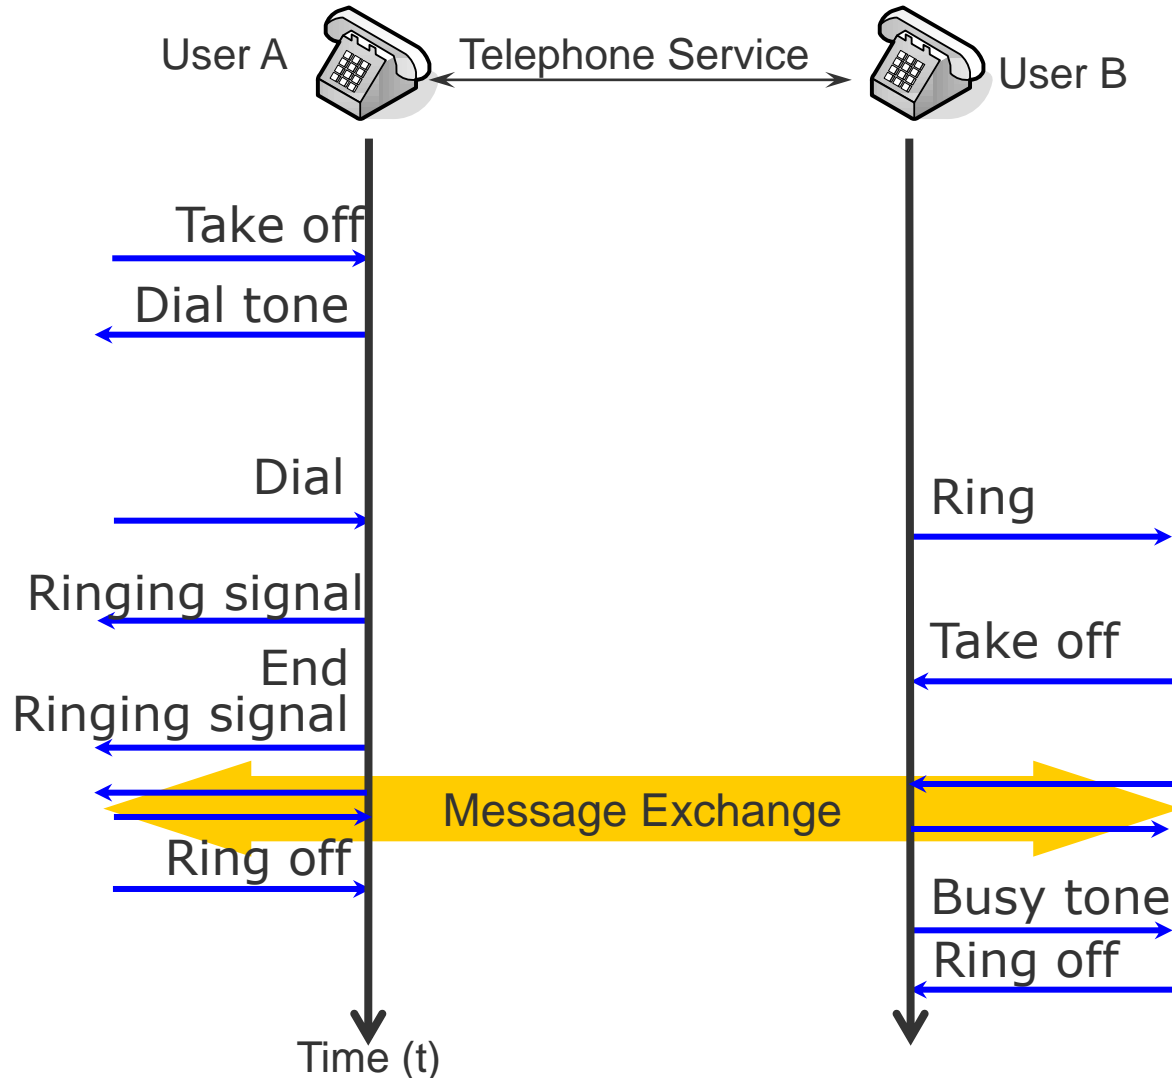 User A
Telephone Service
User B
Take off
Dial tone
Dial
Ring
Ringing signal
Take off
End
Ringing signal
Message Exchange
Ring off
Busy tone
Ring off
Time (t)